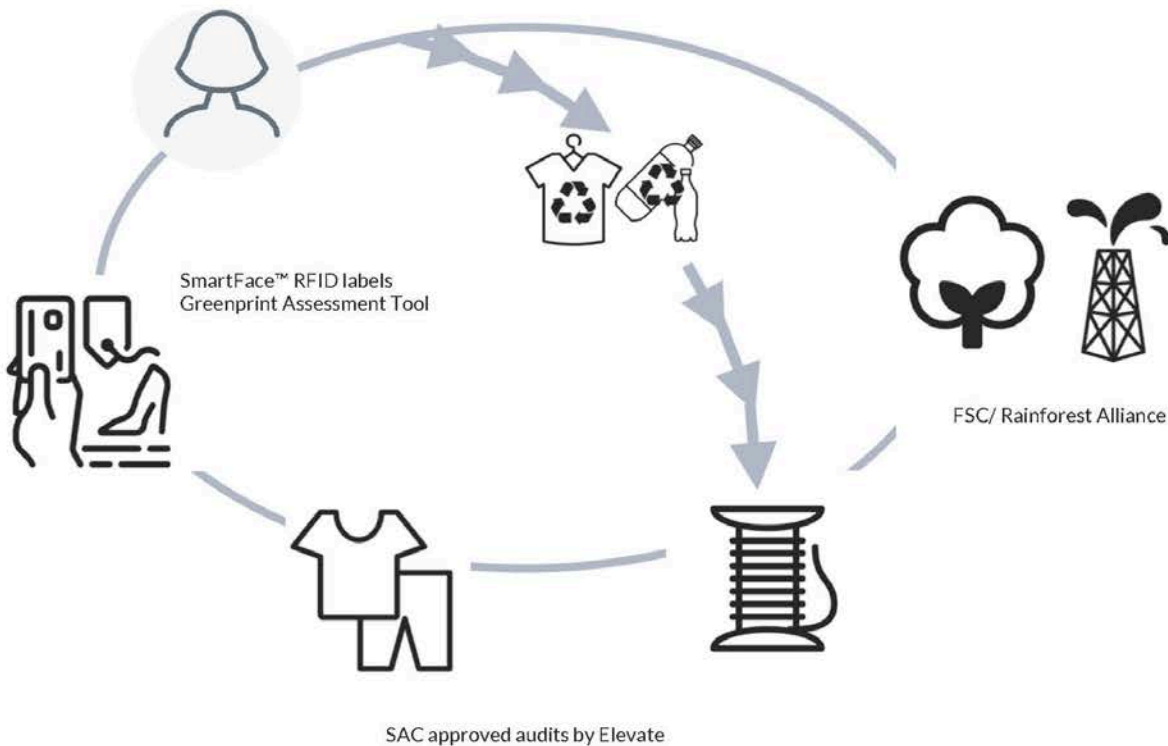 SmartFace™ RFID labels
Greenprint Assessment Tool
FSC/ Rainforest Alliance
SAC approved audits by Elevate